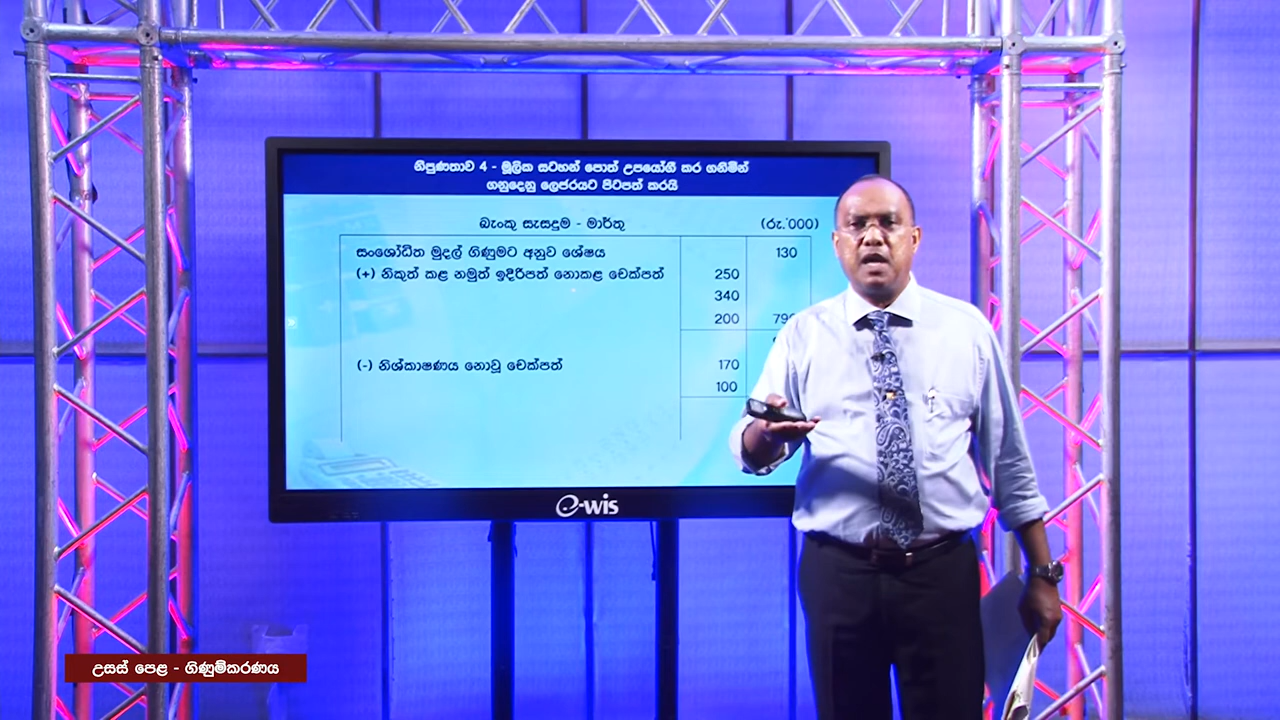 නිපුණතාව 4 - මූලික සටහන් පොත් උපයෝගී කර ගනිමින්
ගනුදෙනු ලෙජරයට පිටපත් කරයි
බැංකු සැසඳුම - මාර්තු (රු.'000)
සංශෝධිත මුදල් ගිණුමට අනුව ශේෂය 130
(+) නිකුත් කළ නමුත් ඉදිරිපත් නොකළ චෙක්පත් 250
340
200
(-) නිශ්කාෂණය නොවූ චෙක්පත් 170
100
e-wis
උසස් පෙළ - ගිණුම්කරණය